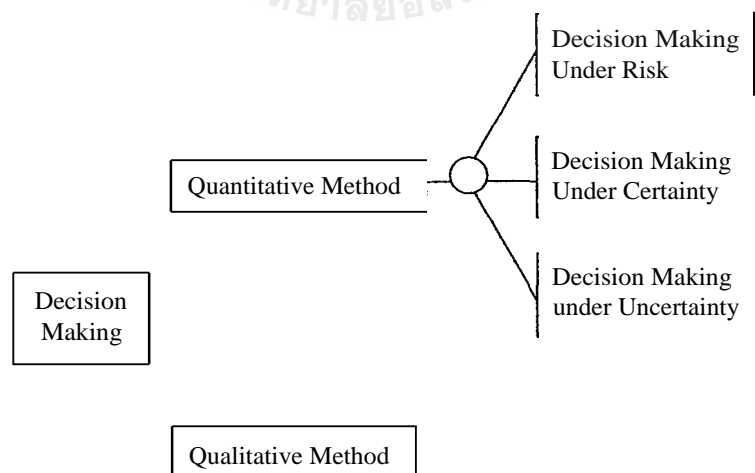 Decision Making
Under Risk
Quantitative Method
Decision Making
Under Certainty
Decision Making
under Uncertainty
Decision
Making
Qualitative Method